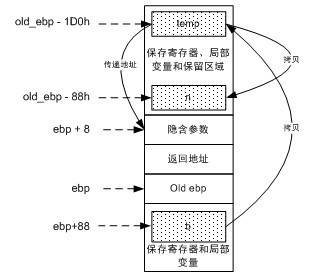 old_ebp - 1D0h
temp
传递地址
保存寄存器、局部
变量和保留区域
拷贝
拷贝
old_ebp - 88h
n
ebp + 8
隐含参数
返回地址
ebp
Old ebp
ebp+88
b
保存寄存器和局部
变量